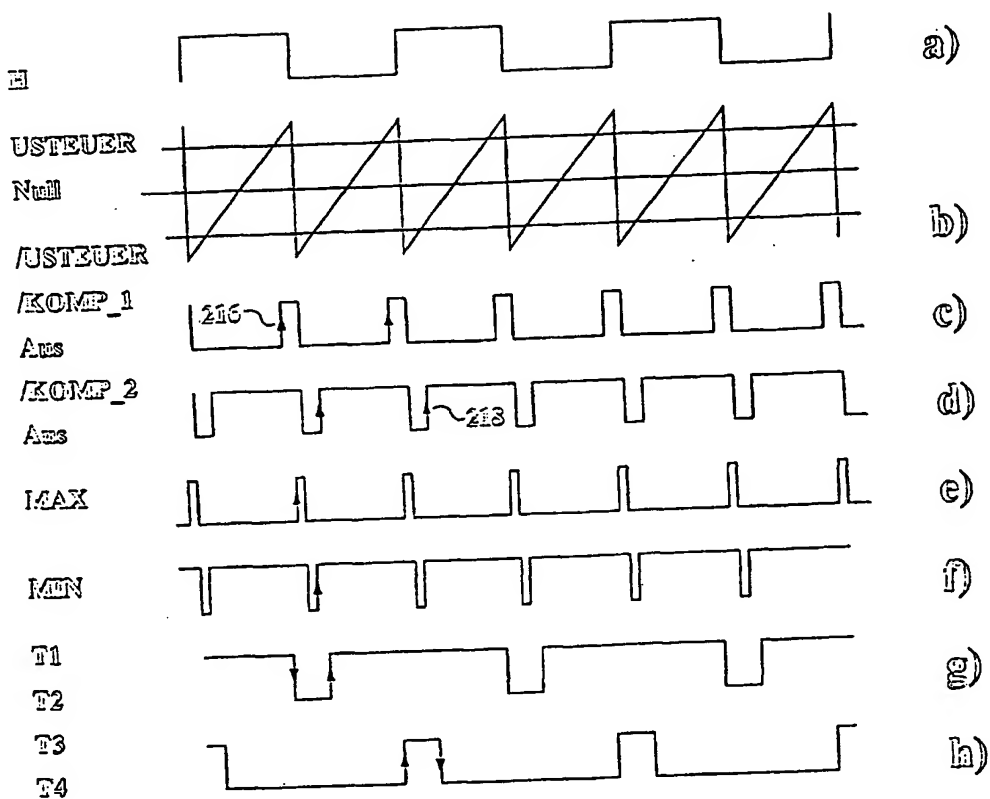 a)
H
USTEUER
Null
b)
/USTEUER
/KOMP_1
216
c)
Aus
/KOMP_2
d)
218
Aus
MAX
e)
MIN
f)
T1
g)
T2
T3
h)
T4